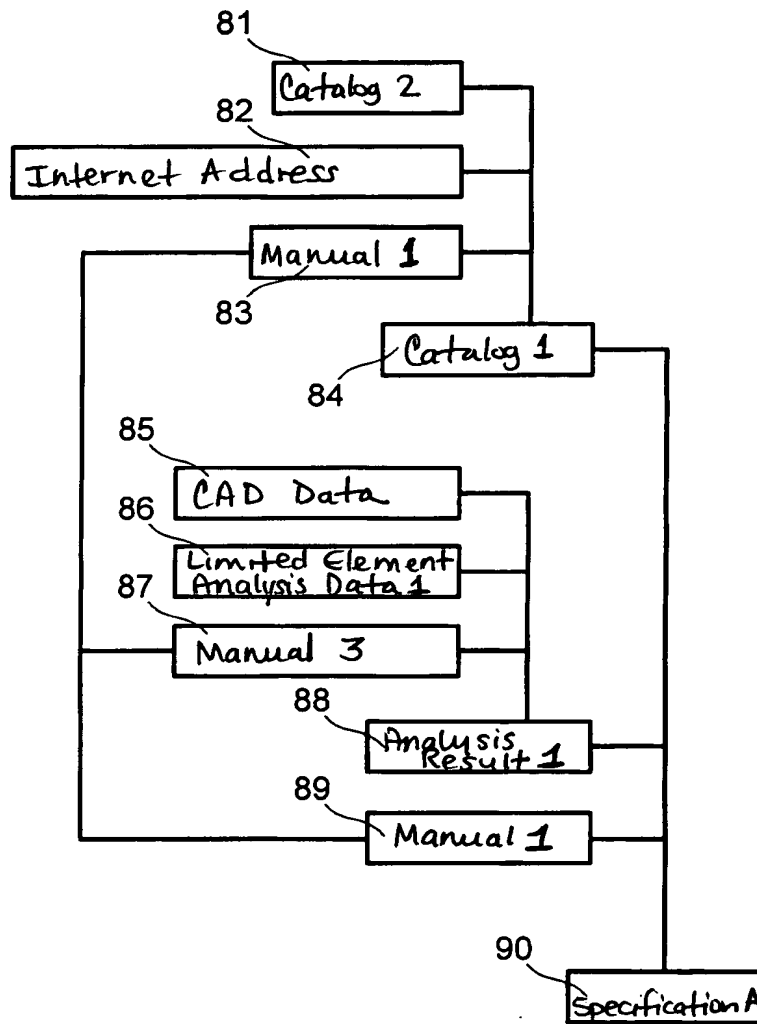 81
Catalog 2
82
Internet Address
Manual 1
83
Catalog 1
84
85
CAD Data
86
Limited Element
Analysis Data 1
87
Manual 3
88
Analysis
Result 1
89
Manual 1
90
Specification A